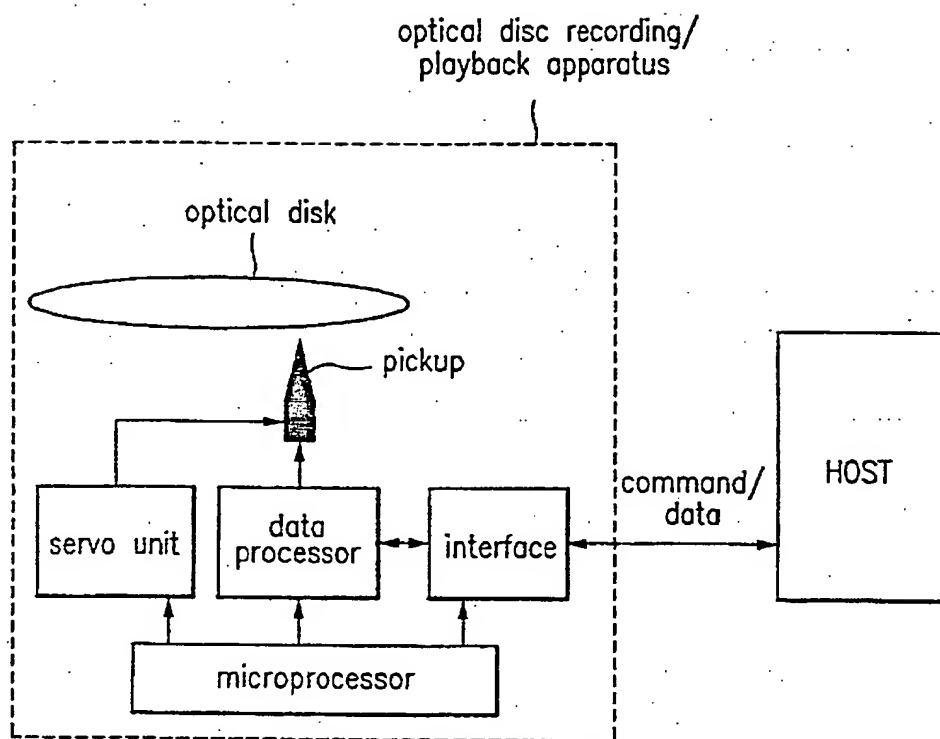 optical disc recording/
playback apparatus
optical disk
pickup
HOST
command/
data
servo unit
data
processor
interface
microprocessor